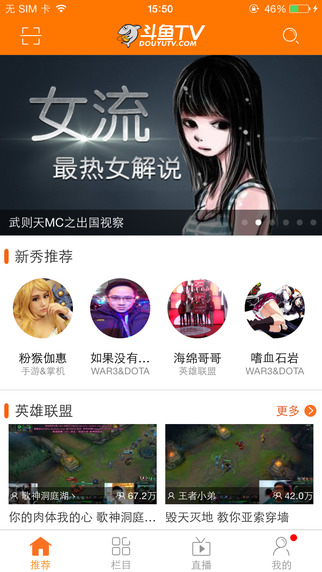 无 SIM 卡
15:50
46%
斗鱼TV
DOUYUTV.COM
女流
最热女解说
武则天MC之出国视察
新秀推荐
粉猴伽惠
如果没有...
海绵哥哥
嗜血石岩
手游&掌机
WAR3&DOTA
英雄联盟
WAR3&DOTA
英雄联盟
更多
歌神洞庭湖
67.2万
王者小弟
42.0万
你的肉体我的心 歌神洞庭...
毁天灭地 教你亚索穿墙
推荐
栏目
直播
我的